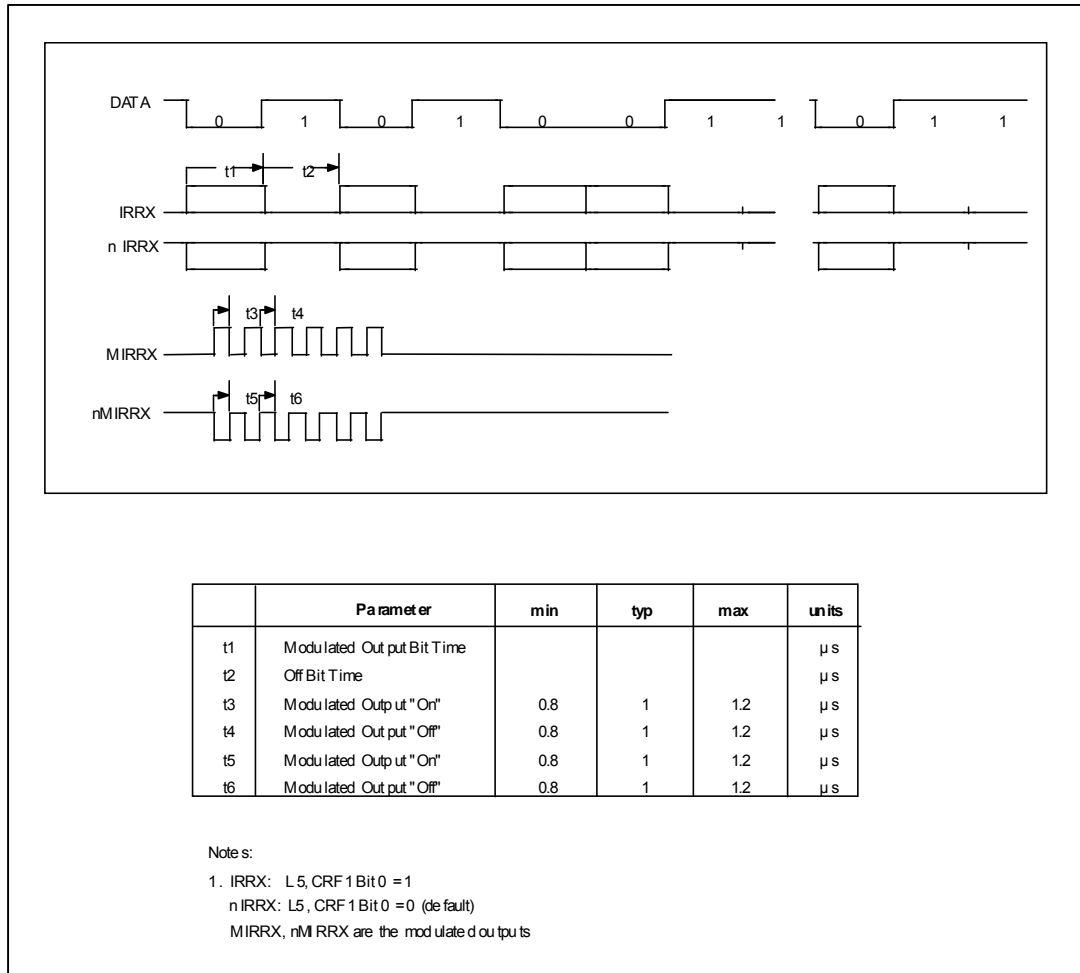 DATA 0 1 0 1 0 0 1 1 0 1 1
t1 t2
IRRX
n IRRX
t3 t4
MIRRX
t5 t6
nMIRRX
Parameter min typ max units
t1 Modulated Output Bit Time µs
t2 Off Bit Time µs
t3 Modulated Output "On" 0.8 1 1.2 µs
t4 Modulated Output "Off" 0.8 1 1.2 µs
t5 Modulated Output "On" 0.8 1 1.2 µs
t6 Modulated Output "Off" 0.8 1 1.2 µs
Notes:
1. IRRX: L5, CRF1 Bit 0 = 1
nIRRX: L5, CRF1 Bit 0 = 0 (default)
MIRRX, nMIRRX are the modulated outputs